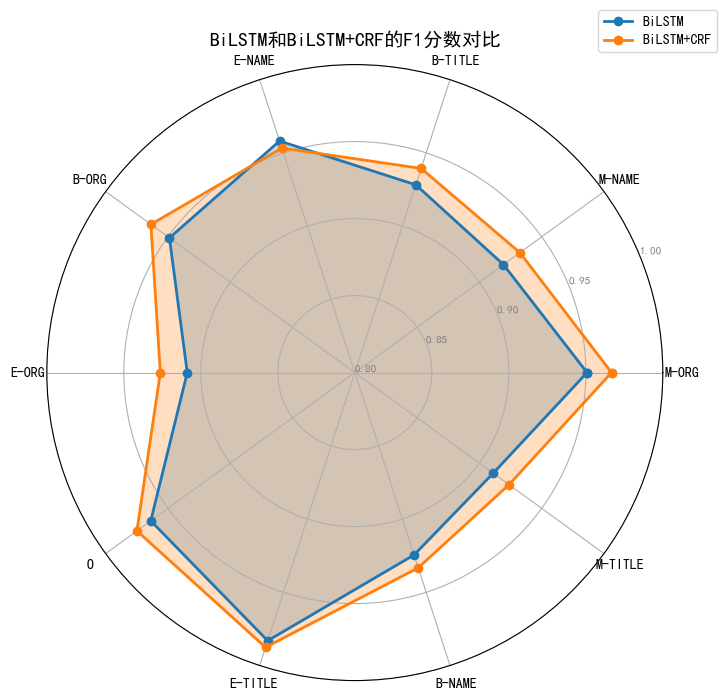 BiLSTM
BiLSTM+CRF
BiLSTM和BiLSTM+CRF的F1分数对比
E-NAME
B-TITLE
B-ORG
M-NAME
1.00
0.95
0.90
0.85
0.80
E-ORG
M-ORG
O
M-TITLE
E-TITLE
B-NAME